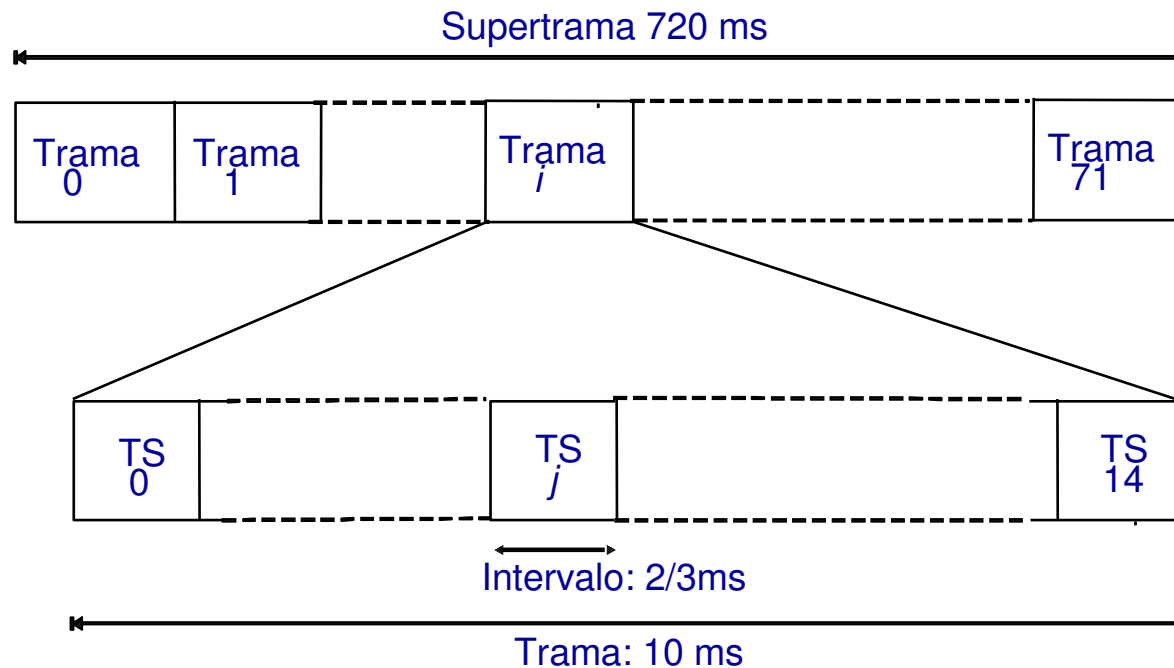 Supertrama 720 ms
Trama
0
Trama
1
Trama
i
Trama
71
TS
0
TS
j
TS
14
Intervalo: 2/3ms
Trama: 10 ms